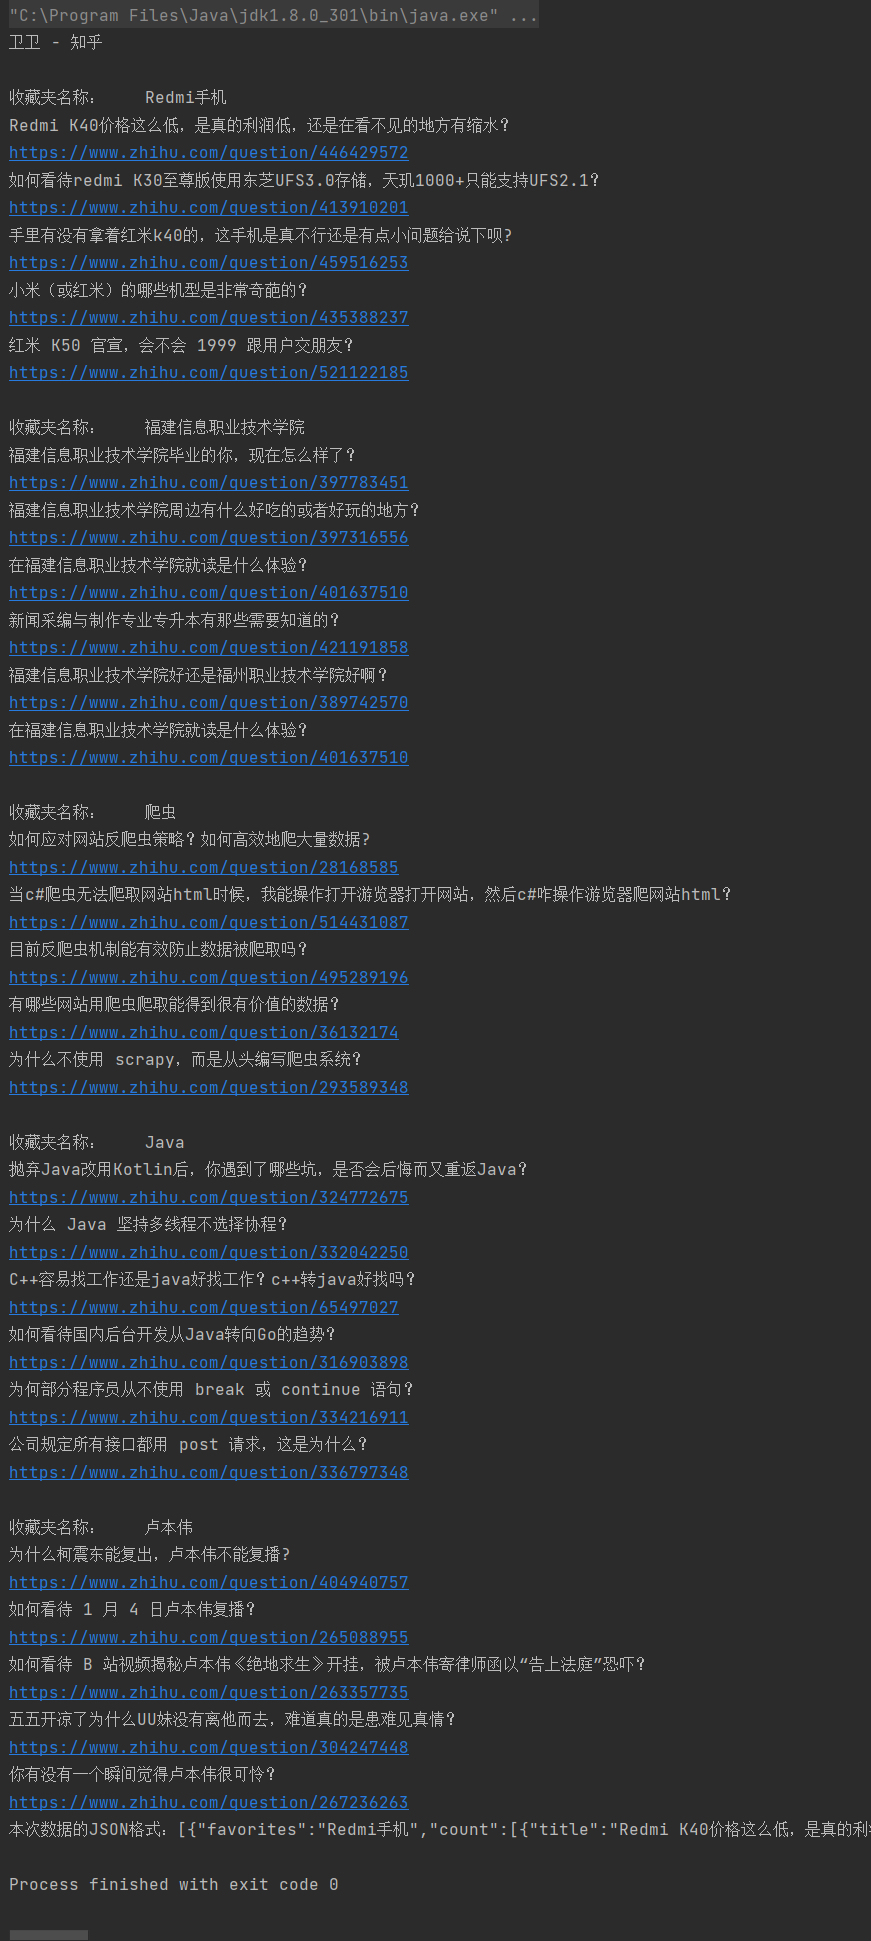 "C:\Program Files\Java\jdk1.8.0_301\bin\java.exe" ...
卫卫 - 知乎
收藏夹名称：    Redmi手机
Redmi K40价格这么低，是真的利润低，还是在看不见的地方有缩水？
https://www.zhihu.com/question/446429572
如何看待redmi K30至尊版使用东芝UFS3.0存储，天玑1000+只能支持UFS2.1？
https://www.zhihu.com/question/413910201
手里有没有拿着红米k40的，这手机是真不行还是有点小问题给说下呗?
https://www.zhihu.com/question/459516253
小米（或红米）的哪些机型是非常奇葩的？
https://www.zhihu.com/question/435388237
红米 K50 官宣，会不会 1999 跟用户交朋友？
https://www.zhihu.com/question/521122185
收藏夹名称：    福建信息职业技术学院
福建信息职业技术学院毕业的你，现在怎么样了？
https://www.zhihu.com/question/397783451
福建信息职业技术学院周边有什么好吃的或者好玩的地方？
https://www.zhihu.com/question/397316556
在福建信息职业技术学院就读是什么体验？
https://www.zhihu.com/question/401637510
新闻采编与制作专业专升本有那些需要知道的？
https://www.zhihu.com/question/421191858
福建信息职业技术学院好还是福州职业技术学院好啊？
https://www.zhihu.com/question/389742570
在福建信息职业技术学院就读是什么体验？
https://www.zhihu.com/question/401637510
收藏夹名称：    爬虫
如何应对网站反爬虫策略？如何高效地爬大量数据?
https://www.zhihu.com/question/28168585
当c#爬虫无法爬取网站html时候，我能操作打开游览器打开网站，然后c#咋操作游览器爬网站html？
https://www.zhihu.com/question/514431087
目前反爬虫机制能有效防止数据被爬取吗？
https://www.zhihu.com/question/495289196
有哪些网站用爬虫爬取能得到很有价值的数据？
https://www.zhihu.com/question/36132174
为什么不使用 scrapy，而是从头编写爬虫系统？
https://www.zhihu.com/question/293589348
收藏夹名称：    Java
抛弃Java改用Kotlin后，你遇到了哪些坑，是否会后悔而又重返Java？
https://www.zhihu.com/question/324772675
为什么 Java 坚持多线程不选择协程？
https://www.zhihu.com/question/332042250
C++容易找工作还是java好找工作？c++转java好找吗？
https://www.zhihu.com/question/65497027
如何看待国内后台开发从Java转向Go的趋势？
https://www.zhihu.com/question/316903898
为何部分程序员从不使用 break 或 continue 语句？
https://www.zhihu.com/question/334216911
公司规定所有接口都用 post 请求，这是为什么？
https://www.zhihu.com/question/336797348
收藏夹名称：    卢本伟
为什么柯震东能复出，卢本伟不能复播?
https://www.zhihu.com/question/404940757
如何看待 1 月 4 日卢本伟复播？
https://www.zhihu.com/question/265088955
如何看待 B 站视频揭秘卢本伟《绝地求生》开挂，被卢本伟寄律师函以“告上法庭”恐吓？
https://www.zhihu.com/question/263357735
五五开凉了为什么UU妹没有离他而去，难道真的是患难见真情？
https://www.zhihu.com/question/304247448
你有没有一个瞬间觉得卢本伟很可怜？
https://www.zhihu.com/question/267236263
本次数据的JSON格式：[{"favorites":"Redmi手机","count":[{"title":"Redmi K40价格这么低，是真的利
Process finished with exit code 0